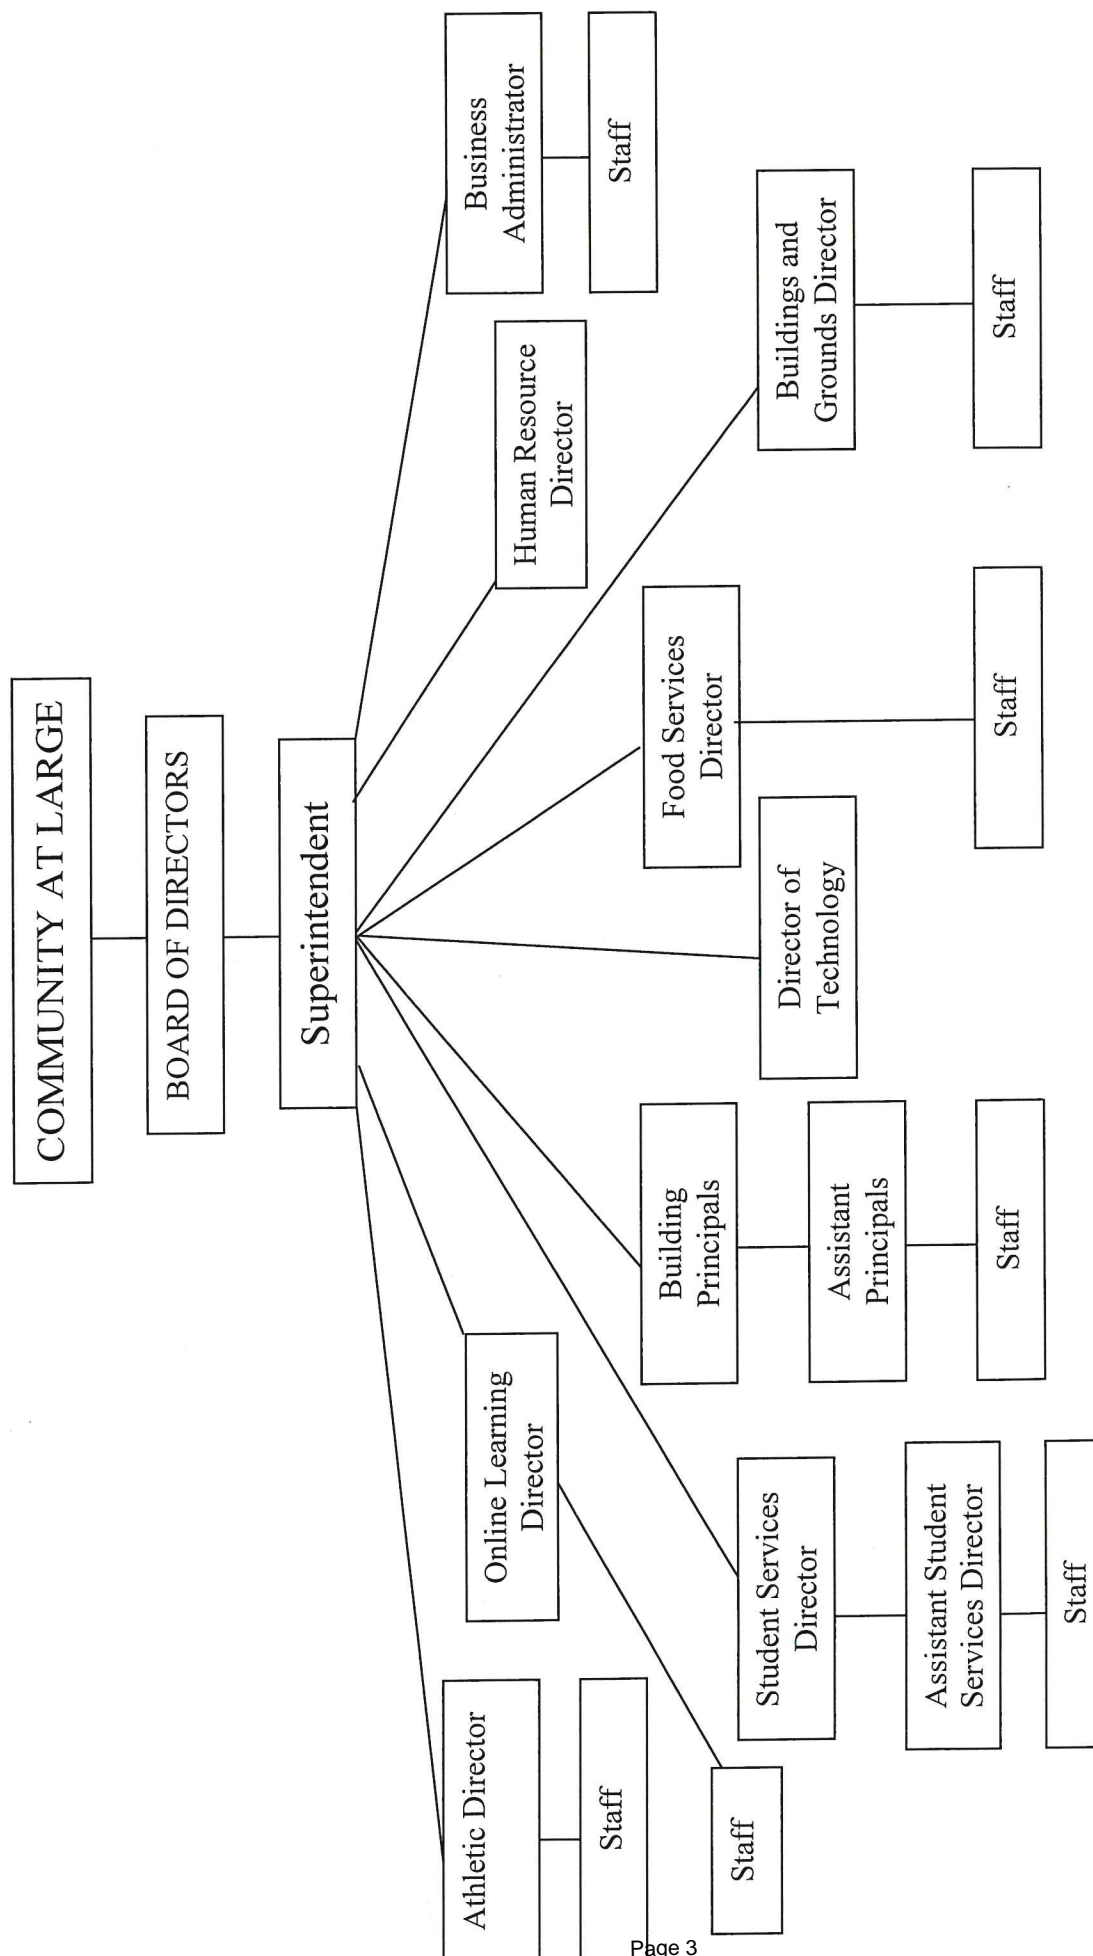 COMMUNITY AT LARGE
BOARD OF DIRECTORS
Superintendent
Athletic Director
Staff
Online Learning
Director
Staff
Student Services
Director
Assistant Student
Services Director
Staff
Building
Principals
Assistant
Principals
Staff
Director of
Technology
Food Services
Director
Staff
Buildings and
Grounds Director
Staff
Human Resource
Director
Business
Administrator
Staff
Page 3